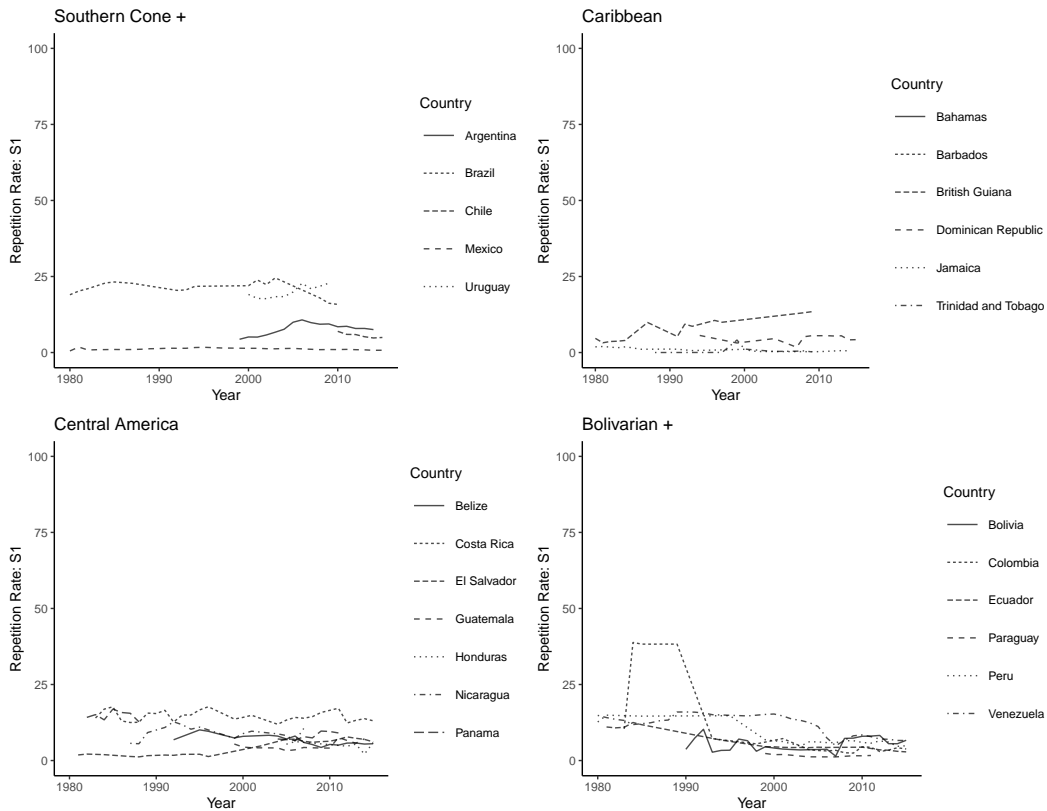 Southern Cone +
100
75
50
25
0
Repetition Rate: S1
1980
1990
2000
2010
Year
Country
Argentina
Brazil
Chile
Mexico
Uruguay
Caribbean
100
75
50
25
0
Repetition Rate: S1
1980
1990
2000
2010
Year
Country
Bahamas
Barbados
British Guiana
Dominican Republic
Jamaica
Trinidad and Tobago
Central America
100
75
50
25
0
Repetition Rate: S1
1980
1990
2000
2010
Year
Country
Belize
Costa Rica
El Salvador
Guatemala
Honduras
Nicaragua
Panama
Bolivarian +
100
75
50
25
0
Repetition Rate: S1
1980
1990
2000
2010
Year
Country
Bolivia
Colombia
Ecuador
Paraguay
Peru
Venezuela